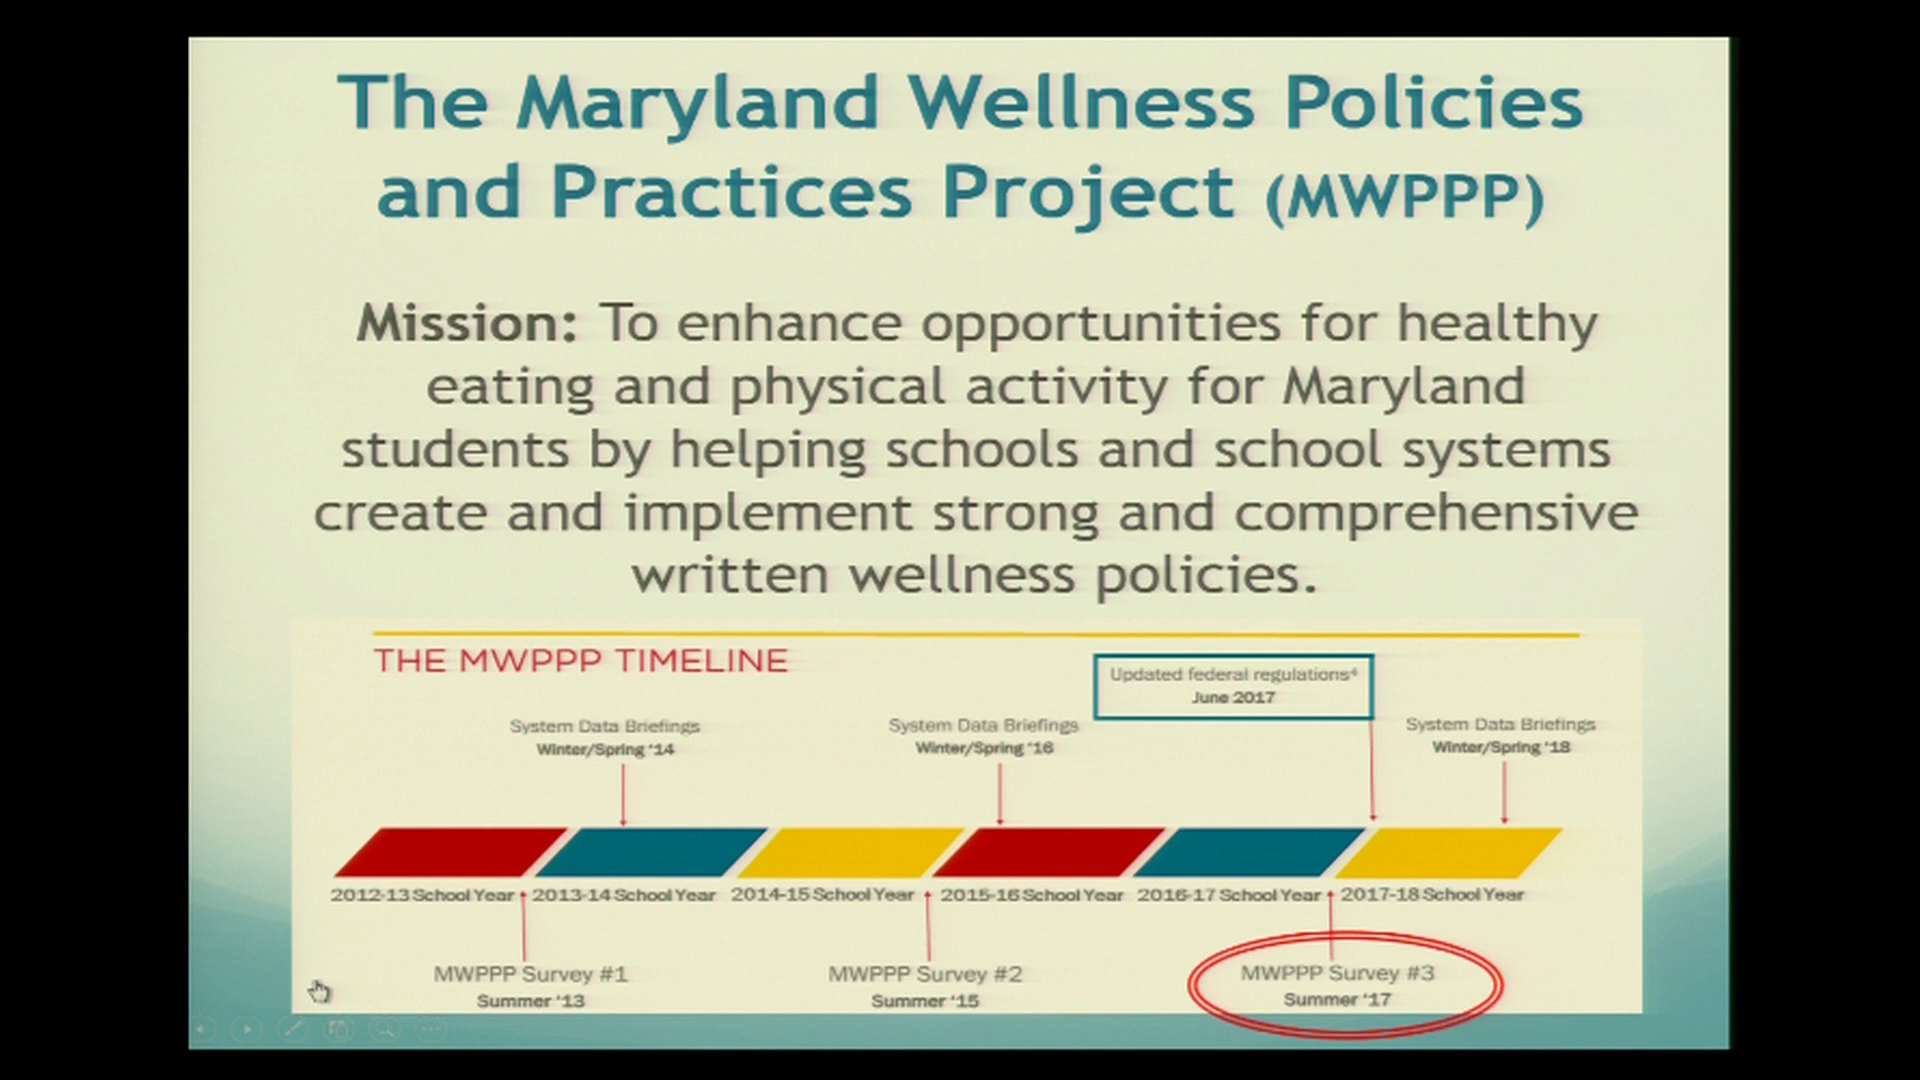 The Maryland Wellness Policies
and Practices Project (MWPPP)
Mission: To enhance opportunities for healthy
eating and physical activity for Maryland
students by helping schools and school systems
create and implement strong and comprehensive
written wellness policies.
THE MWPPP TIMELINE
Updated federal regulations⁴
June 2017
System Data Briefings
Winter/Spring ‘14
System Data Briefings
Winter/Spring ‘16
System Data Briefings
Winter/Spring ‘18
2012-13 School Year
2013-14 School Year
2014-15 School Year
2015-16 School Year
2016-17 School Year
2017-18 School Year
MWPPP Survey #1
Summer ‘13
MWPPP Survey #2
Summer ‘15
MWPPP Survey #3
Summer ‘17